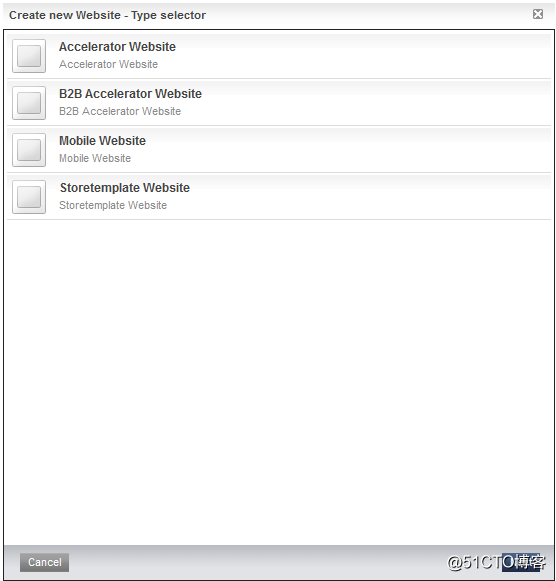 Create new Website - Type selector
Accelerator Website
Accelerator Website
B2B Accelerator Website
B2B Accelerator Website
Mobile Website
Mobile Website
Storetemplate Website
Storetemplate Website
Cancel
@51CTO博客